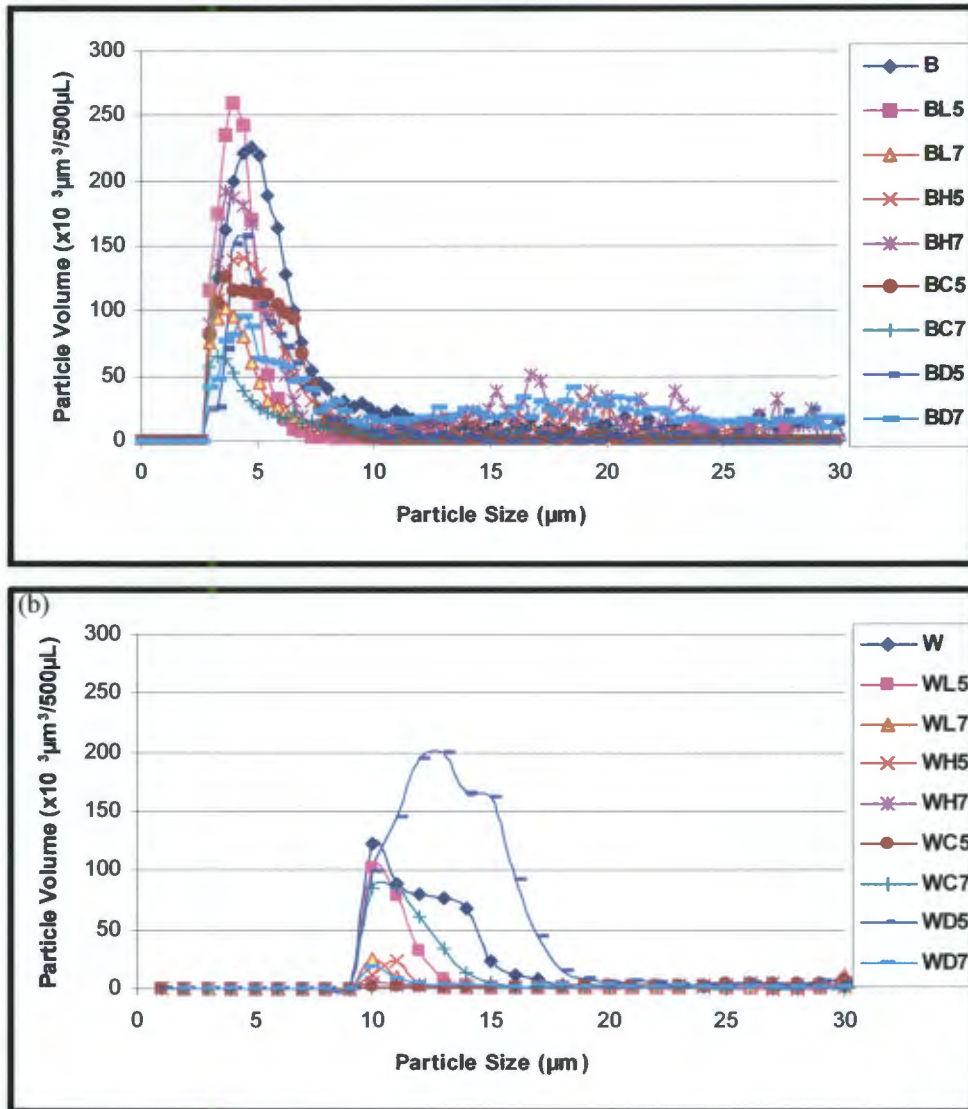 300
250
200
150
100
50
0
Particle Volume (x10 ³µm³/500µL)
0 5 10 15 20 25 30
Particle Size (µm)
B
BL5
BL7
BH5
BH7
BC5
BC7
BD5
BD7
(b)
300
250
200
150
100
50
0
Particle Volume (x10 ³µm³/500µL)
0 5 10 15 20 25 30
Particle Size (µm)
W
WL5
WL7
WH5
WH7
WC5
WC7
WD5
WD7